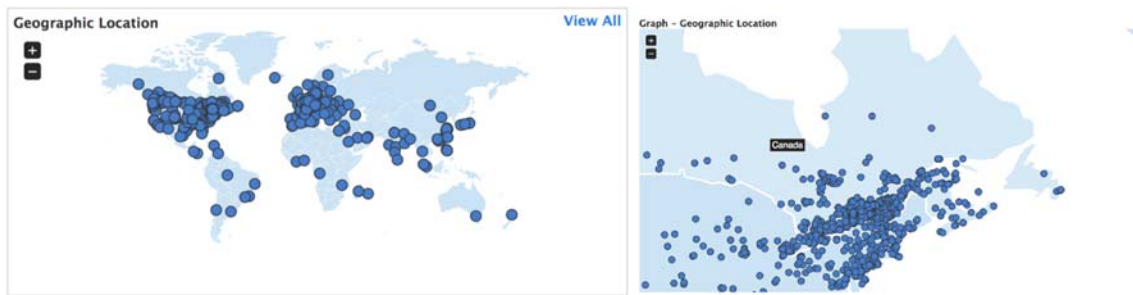 Geographic Location
View All
+
−
Graph - Geographic Location
+
−
Canada